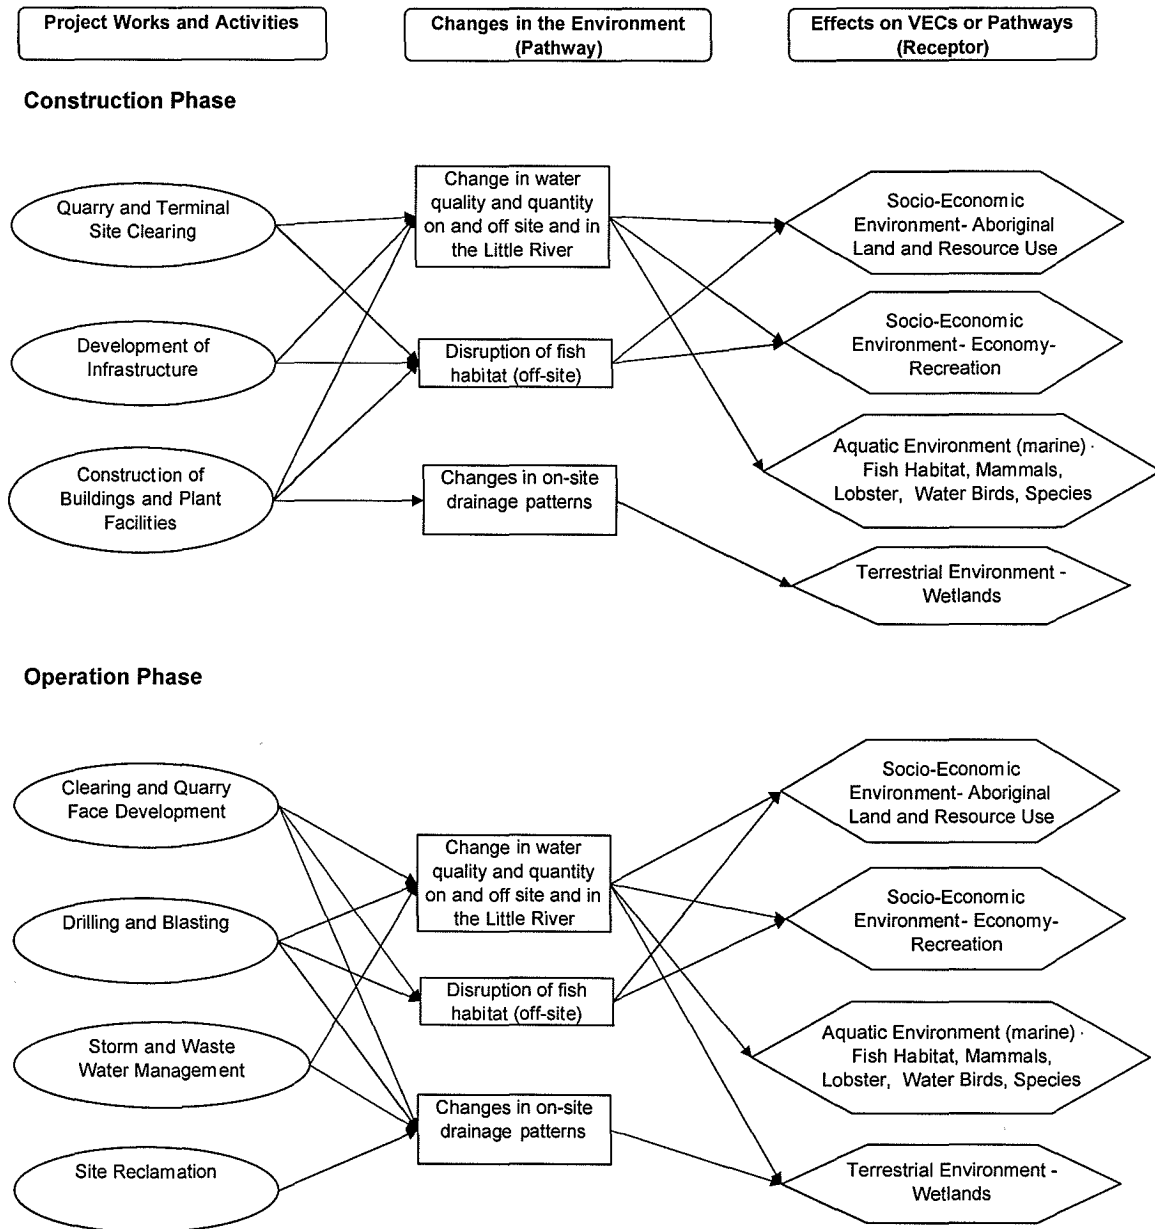 Project Works and Activities
Changes in the Environment
(Pathway)
Effects on VECs or Pathways
(Receptor)
Construction Phase
Quarry and Terminal
Site Clearing
Development of
Infrastructure
Construction of
Buildings and Plant
Facilities
Change in water
quality and quantity
on and off site and in
the Little River
Disruption of fish
habitat (off-site)
Changes in on-site
drainage patterns
Socio-Economic
Environment- Aboriginal
Land and Resource Use
Socio-Economic
Environment- Economy-
Recreation
Aquatic Environment (marine) -
Fish Habitat, Mammals,
Lobster, Water Birds, Species
Terrestrial Environment -
Wetlands
Operation Phase
Clearing and Quarry
Face Development
Drilling and Blasting
Storm and Waste
Water Management
Site Reclamation
Change in water
quality and quantity
on and off site and in
the Little River
Disruption of fish
habitat (off-site)
Changes in on-site
drainage patterns
Socio-Economic
Environment- Aboriginal
Land and Resource Use
Socio-Economic
Environment- Economy-
Recreation
Aquatic Environment (marine) -
Fish Habitat, Mammals,
Lobster, Water Birds, Species
Terrestrial Environment -
Wetlands